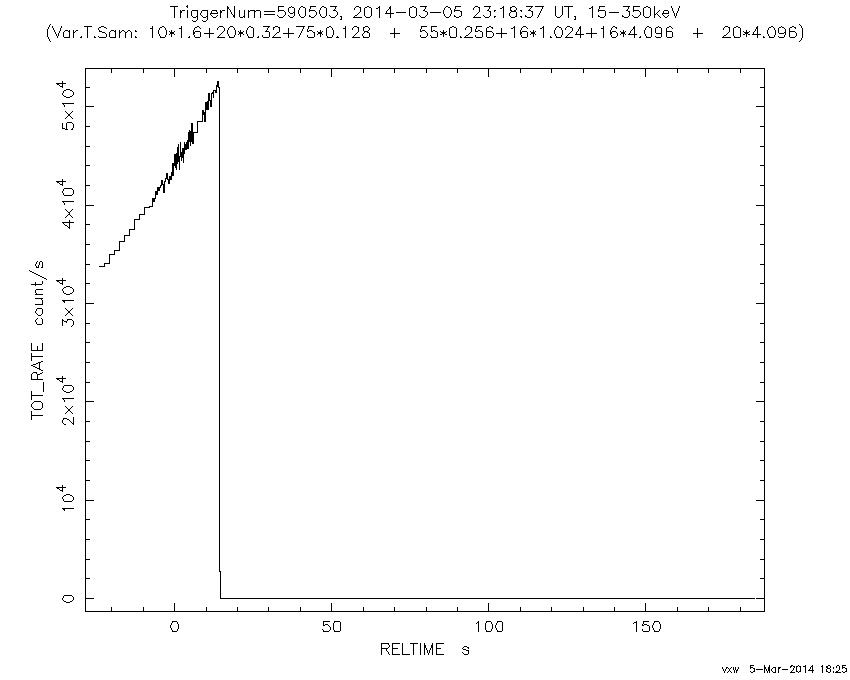 TriggerNum=590503, 2014-03-05 23:18:37 UT, 15-350keV
(Var.T.Sam: 10*1.6+20*0.32+75*0.128 + 55*0.256+16*1.024+16*4.096 + 20*4.096)
TOT_RATE count/s
5×10⁴
4×10⁴
3×10⁴
2×10⁴
10⁴
0
0 50 100 150
RELTIME s
vxw 5-Mar-2014 18:25